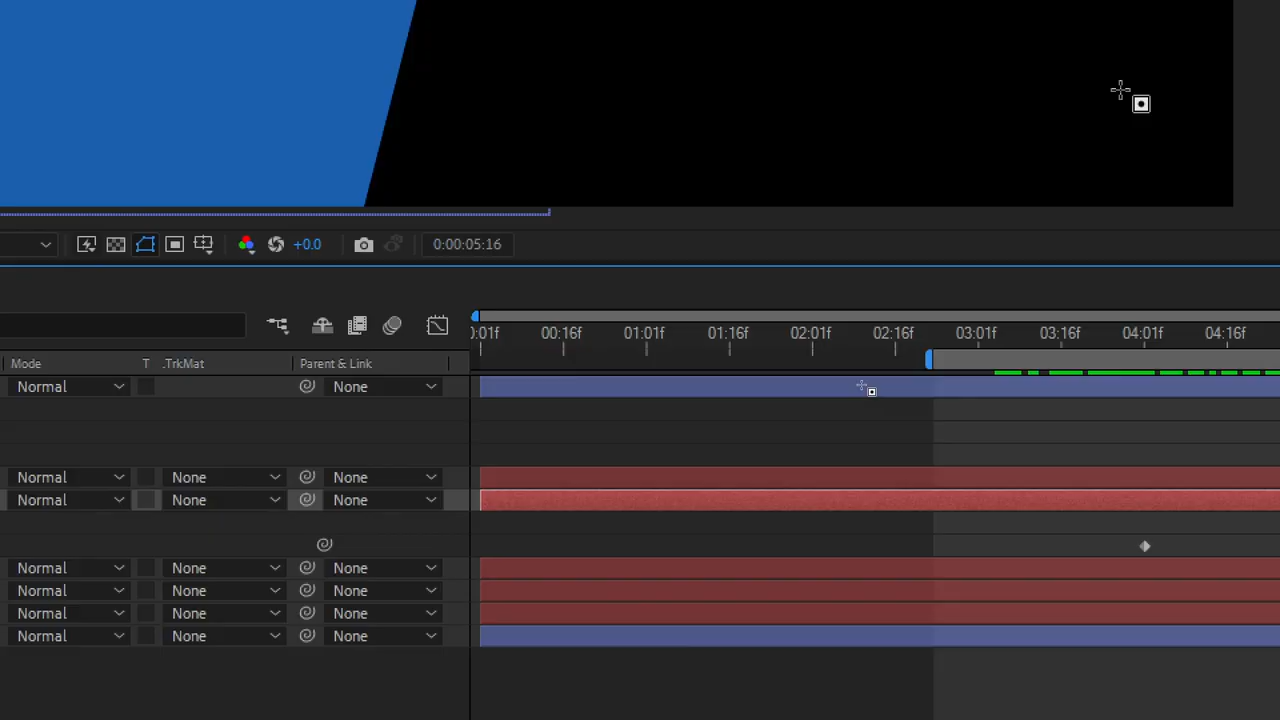 +0.0 0:00:05:16
0:01f 00:16f 01:01f 01:16f 02:01f 02:16f 03:01f 03:16f 04:01f 04:16f
Mode T .TrkMat Parent & Link
Normal None
Normal None None
Normal None None
Normal None None
Normal None None
Normal None None
Normal None None